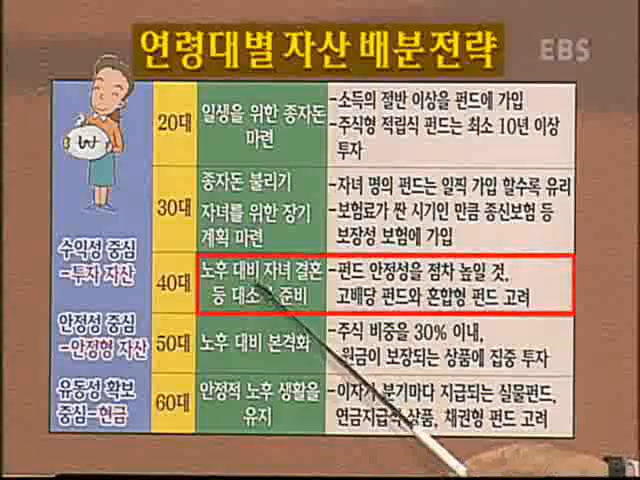 연령대별 자산 배분전략
EBS
20대
일생을 위한 종자돈
마련
-소득의 절반 이상을 펀드에 가입
-주식형 적립식 펀드는 최소 10년 이상
투자
30대
종자돈 불리기
자녀를 위한 장기
계획 마련
-자녀 명의 펀드는 일찍 가입 할수록 유리
-보험료가 싼 시기인 만큼 종신보험 등
보장성 보험에 가입
수익성 중심
-투자 자산
40대
노후 대비 자녀 결혼
등 대소 준비
-펀드 안정성을 점차 높일 것,
고배당 펀드와 혼합형 펀드 고려
안정성 중심
-안정형 자산
50대
노후 대비 본격화
-주식 비중을 30% 이내,
원금이 보장되는 상품에 집중 투자
유동성 확보
중심-현금
60대
안정적 노후 생활을
유지
-이자가 분기마다 지급되는 실물펀드,
연금지급식 상품, 채권형 펀드 고려
W